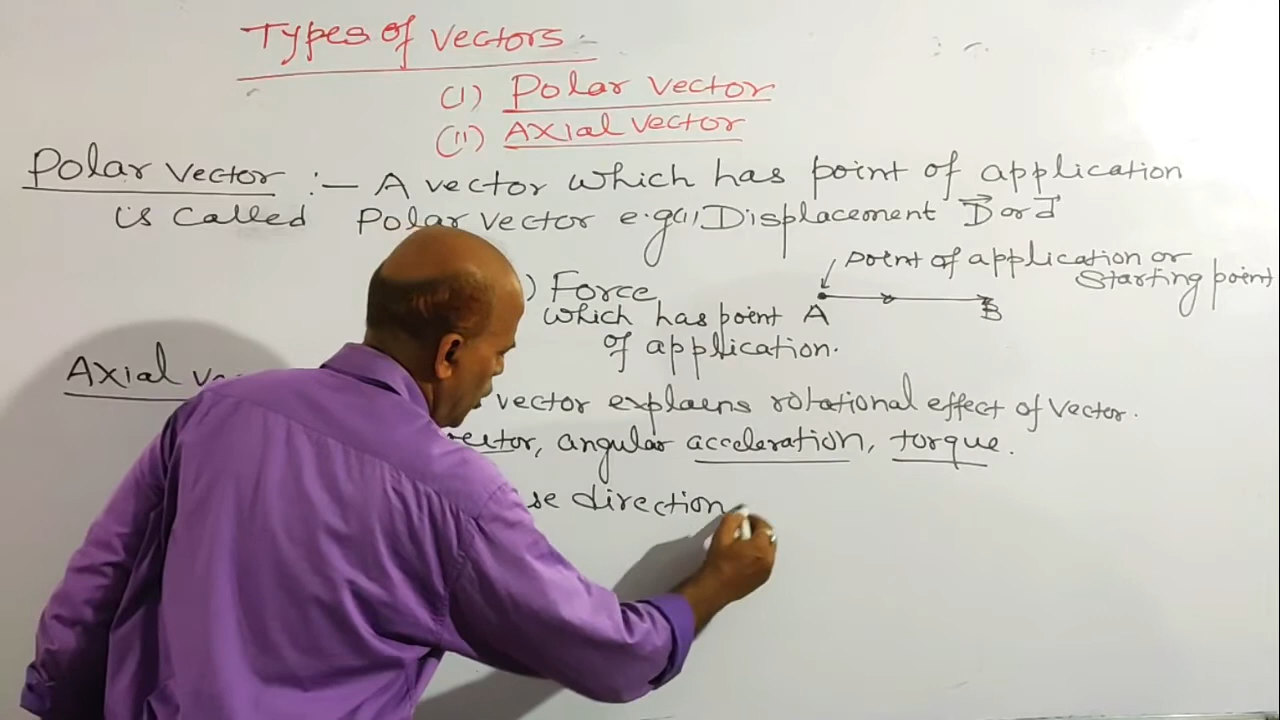 Types of Vectors
(I) Polar Vector
(II) Axial Vector
Polar Vector :- A vector which has point of application
is called Polar Vector e.g(1) Displacement D or d
point of application or
Starting point
) Force
which has point A B
of application.
Axial
vector explains rotational effect of Vector.
vector, angular acceleration, torque.
direction